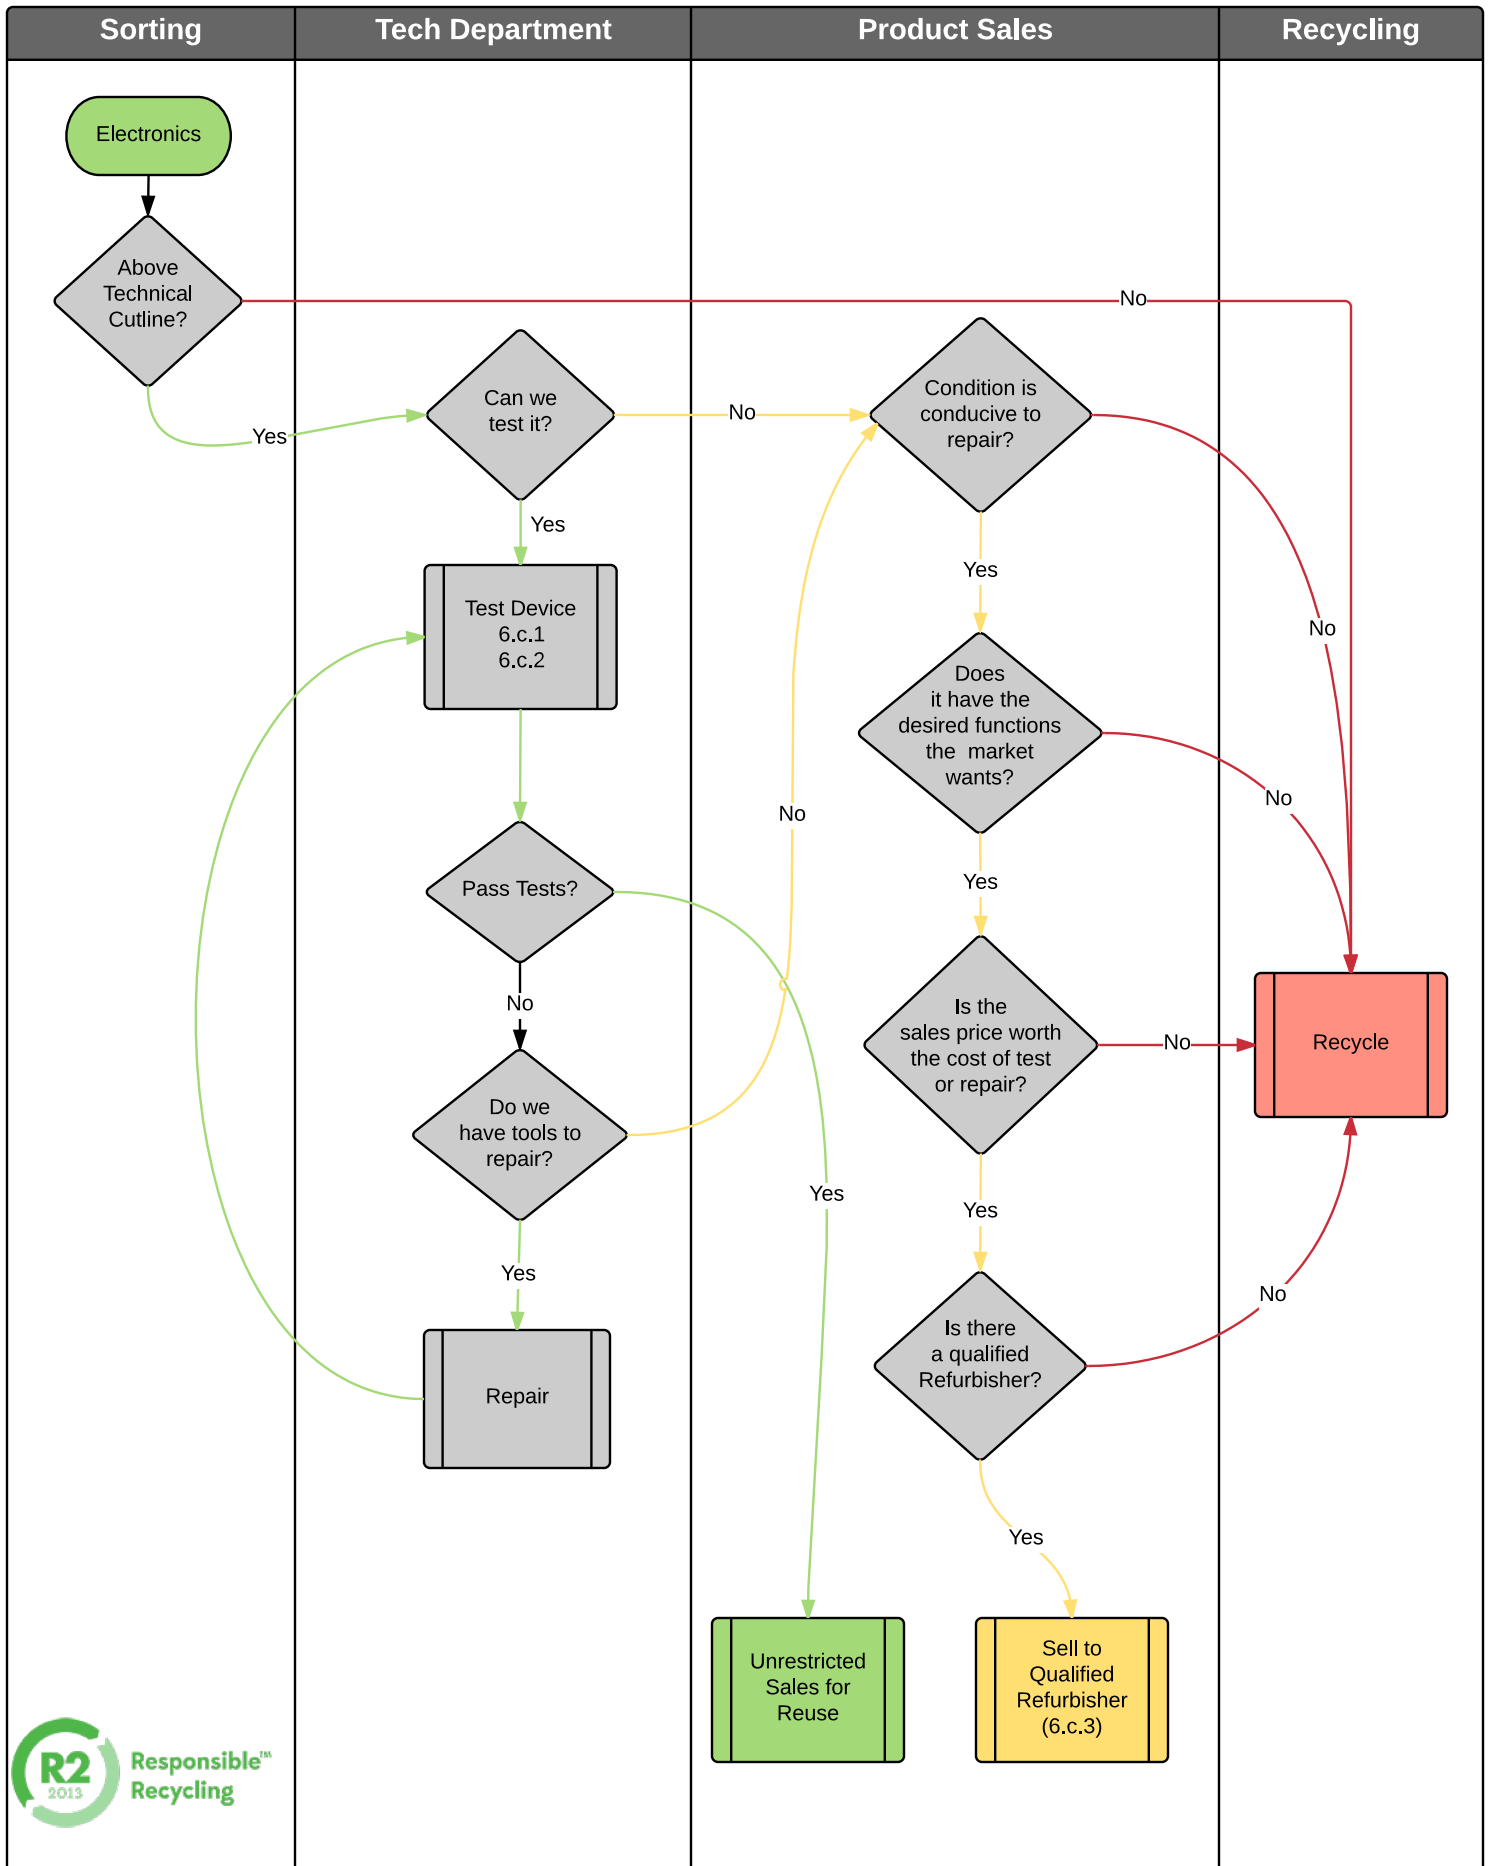 Sorting
Tech Department
Product Sales
Recycling
Electronics
Above
Technical
Cutline?
No
Yes
Can we
test it?
No
Condition is
conducive to
repair?
Yes
Yes
No
Test Device
6.c.1
6.c.2
Does
it have the
desired functions
the  market
wants?
No
No
Yes
Pass Tests?
No
Is the
sales price worth
the cost of test
or repair?
No
Recycle
Do we
have tools to
repair?
Yes
Yes
Yes
No
Is there
a qualified
Refurbisher?
Repair
Yes
Unrestricted
Sales for
Reuse
Sell to
Qualified
Refurbisher
(6.c.3)
R2
2013
Responsible™
Recycling